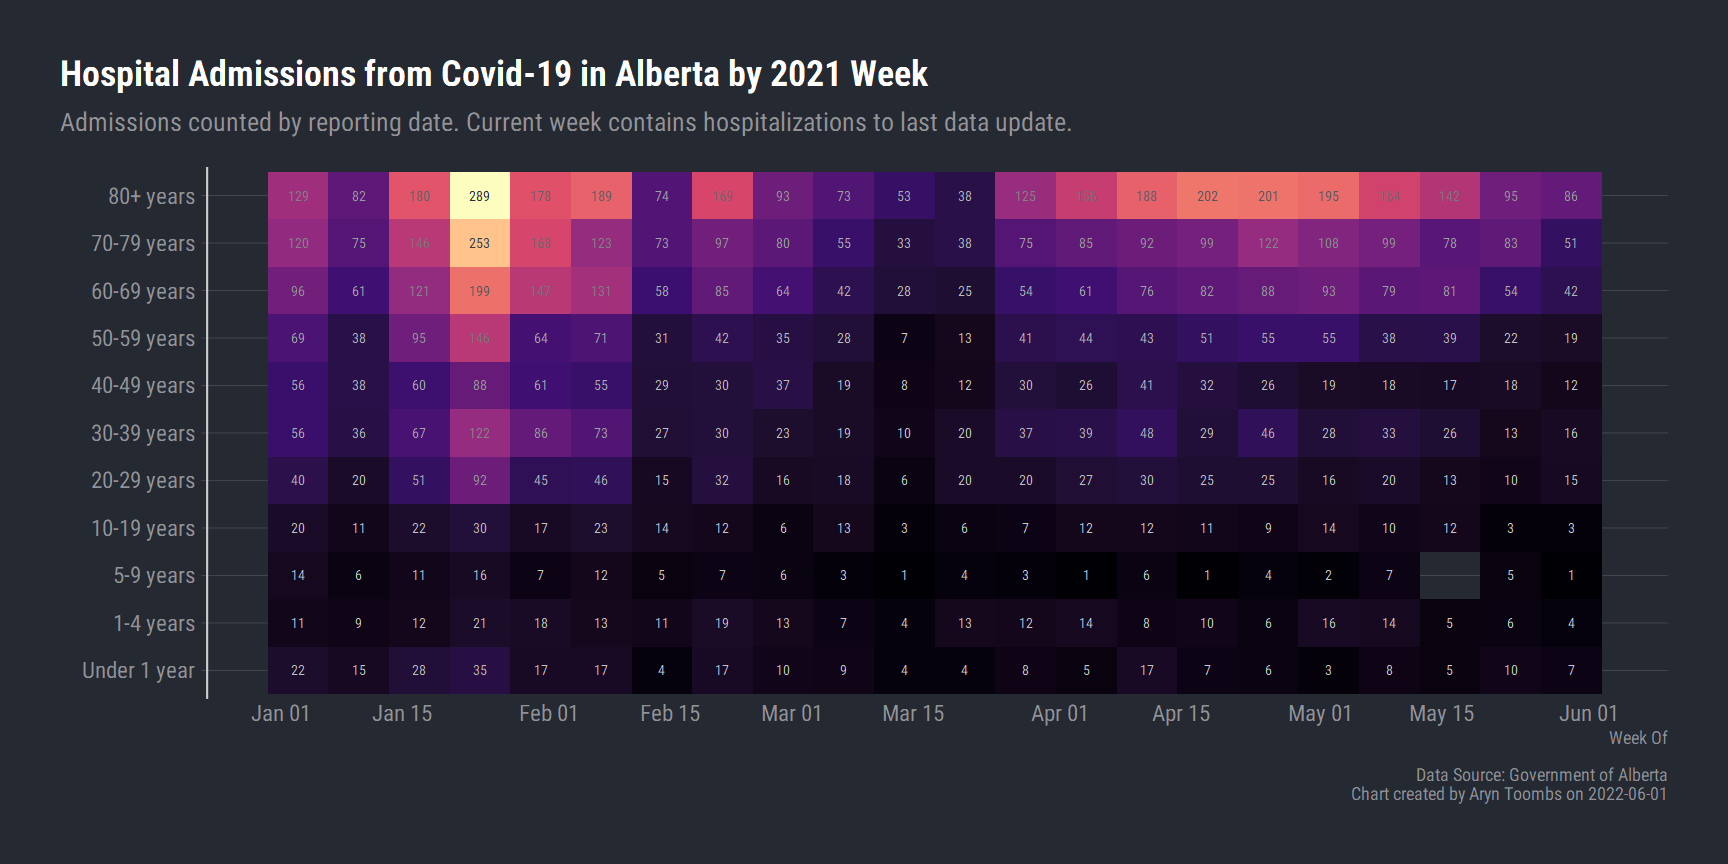 Hospital Admissions from Covid-19 in Alberta by 2021 Week
Admissions counted by reporting date. Current week contains hospitalizations to last data update.
80+ years 129 82 180 289 178 189 74 169 93 73 53 38 125 188 202 201 195 164 142 95 86
70-79 years 120 75 146 253 168 123 73 97 80 55 33 38 75 85 92 99 122 108 99 78 83 51
60-69 years 96 61 121 199 147 131 58 85 64 42 28 25 54 61 76 82 88 93 79 81 54 42
50-59 years 69 38 95 146 64 71 31 42 35 28 7 13 41 44 43 51 55 55 38 39 22 19
40-49 years 56 38 60 88 61 55 29 30 37 19 8 12 30 26 41 32 26 19 18 17 18 12
30-39 years 56 36 67 122 86 73 27 30 23 19 10 20 37 39 48 29 46 28 33 26 13 16
20-29 years 40 20 51 92 45 46 15 32 16 18 6 20 20 27 30 25 25 16 20 13 10 15
10-19 years 20 11 22 30 17 23 14 12 6 13 3 6 7 12 12 11 9 14 10 12 3 3
5-9 years 14 6 11 16 7 12 5 7 6 3 1 4 3 1 6 1 4 2 7 5 1
1-4 years 11 9 12 21 18 13 11 19 13 7 4 13 12 14 8 10 6 16 14 5 6 4
Under 1 year 22 15 28 35 17 17 4 17 10 9 4 4 8 5 17 7 6 3 8 5 10 7
Jan 01 Jan 15 Feb 01 Feb 15 Mar 01 Mar 15 Apr 01 Apr 15 May 01 May 15 Jun 01
Week Of
Data Source: Government of Alberta
Chart created by Aryn Toombs on 2022-06-01